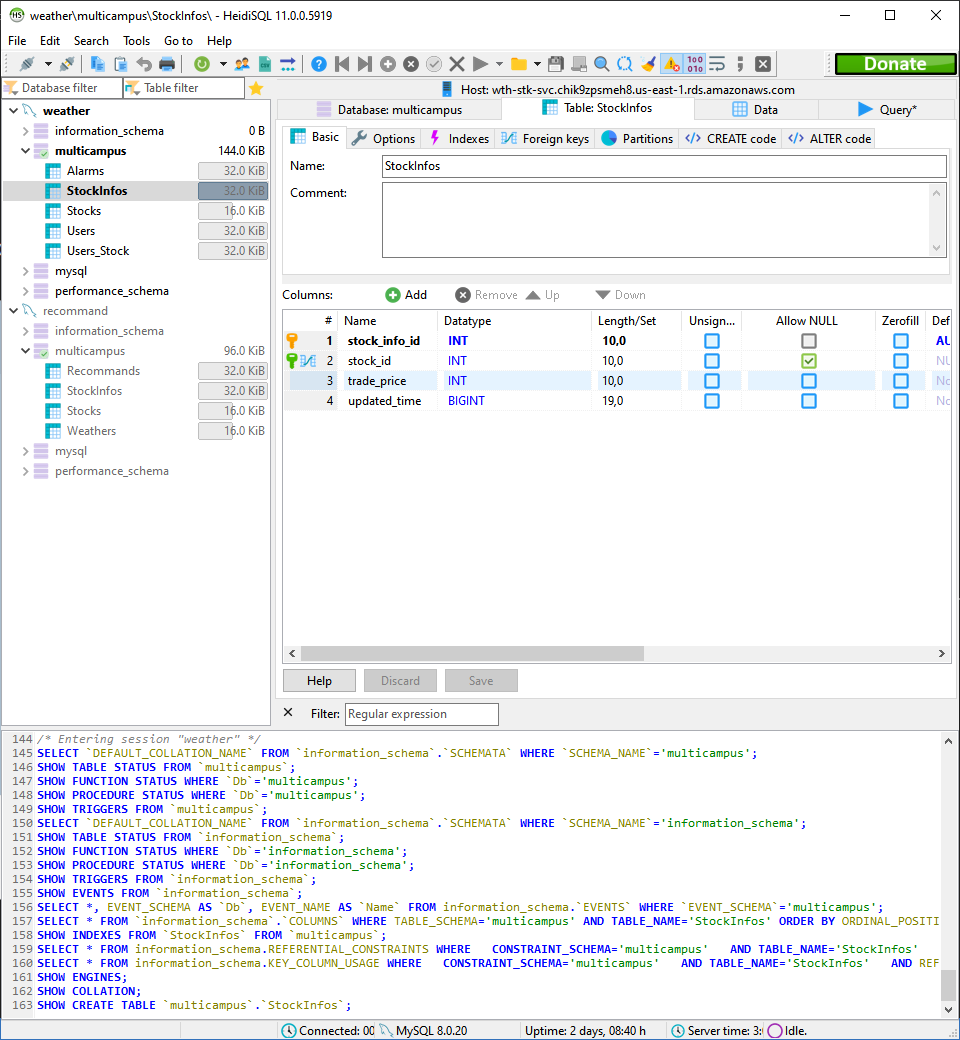 weather\multicampus\StockInfos\ - HeidiSQL 11.0.0.5919
File Edit Search Tools Go to Help
Donate
Database filter Table filter
Host: wth-stk-svc.chik9zpsmeh8.us-east-1.rds.amazonaws.com
Database: multicampus Table: StockInfos Data Query*
weather
information_schema 0 B
multicampus 144.0 KiB
Alarms 32.0 KiB
StockInfos 32.0 KiB
Stocks 16.0 KiB
Users 32.0 KiB
Users_Stock 32.0 KiB
mysql
performance_schema
recommand
information_schema
multicampus 96.0 KiB
Recommands 32.0 KiB
StockInfos 32.0 KiB
Stocks 16.0 KiB
Weathers 16.0 KiB
mysql
performance_schema
Basic Options Indexes Foreign keys Partitions CREATE code ALTER code
Name: StockInfos
Comment:
Columns: Add Remove Up Down
# Name Datatype Length/Set Unsign... Allow NULL Zerofill Def
1 stock_info_id INT 10,0 AU
2 stock_id INT 10,0 NU
3 trade_price INT 10,0 No
4 updated_time BIGINT 19,0 No
Help Discard Save
Filter: Regular expression
144 /* Entering session "weather" */
145 SELECT `DEFAULT_COLLATION_NAME` FROM `information_schema`.`SCHEMATA` WHERE `SCHEMA_NAME`='multicampus';
146 SHOW TABLE STATUS FROM `multicampus`;
147 SHOW FUNCTION STATUS WHERE `Db`='multicampus';
148 SHOW PROCEDURE STATUS WHERE `Db`='multicampus';
149 SHOW TRIGGERS FROM `multicampus`;
150 SELECT `DEFAULT_COLLATION_NAME` FROM `information_schema`.`SCHEMATA` WHERE `SCHEMA_NAME`='information_schema';
151 SHOW TABLE STATUS FROM `information_schema`;
152 SHOW FUNCTION STATUS WHERE `Db`='information_schema';
153 SHOW PROCEDURE STATUS WHERE `Db`='information_schema';
154 SHOW TRIGGERS FROM `information_schema`;
155 SHOW EVENTS FROM `information_schema`;
156 SELECT *, EVENT_SCHEMA AS `Db`, EVENT_NAME AS `Name` FROM information_schema.`EVENTS` WHERE `EVENT_SCHEMA`='multicampus';
157 SELECT * FROM `information_schema`.`COLUMNS` WHERE TABLE_SCHEMA='multicampus' AND TABLE_NAME='StockInfos' ORDER BY ORDINAL_POSITI
158 SHOW INDEXES FROM `StockInfos` FROM `multicampus`;
159 SELECT * FROM information_schema.REFERENTIAL_CONSTRAINTS WHERE CONSTRAINT_SCHEMA='multicampus' AND TABLE_NAME='StockInfos'
160 SELECT * FROM information_schema.KEY_COLUMN_USAGE WHERE CONSTRAINT_SCHEMA='multicampus' AND TABLE_NAME='StockInfos' AND REF
161 SHOW ENGINES;
162 SHOW COLLATION;
163 SHOW CREATE TABLE `multicampus`.`StockInfos`;
Connected: 00 MySQL 8.0.20 Uptime: 2 days, 08:40 h Server time: 3: Idle.